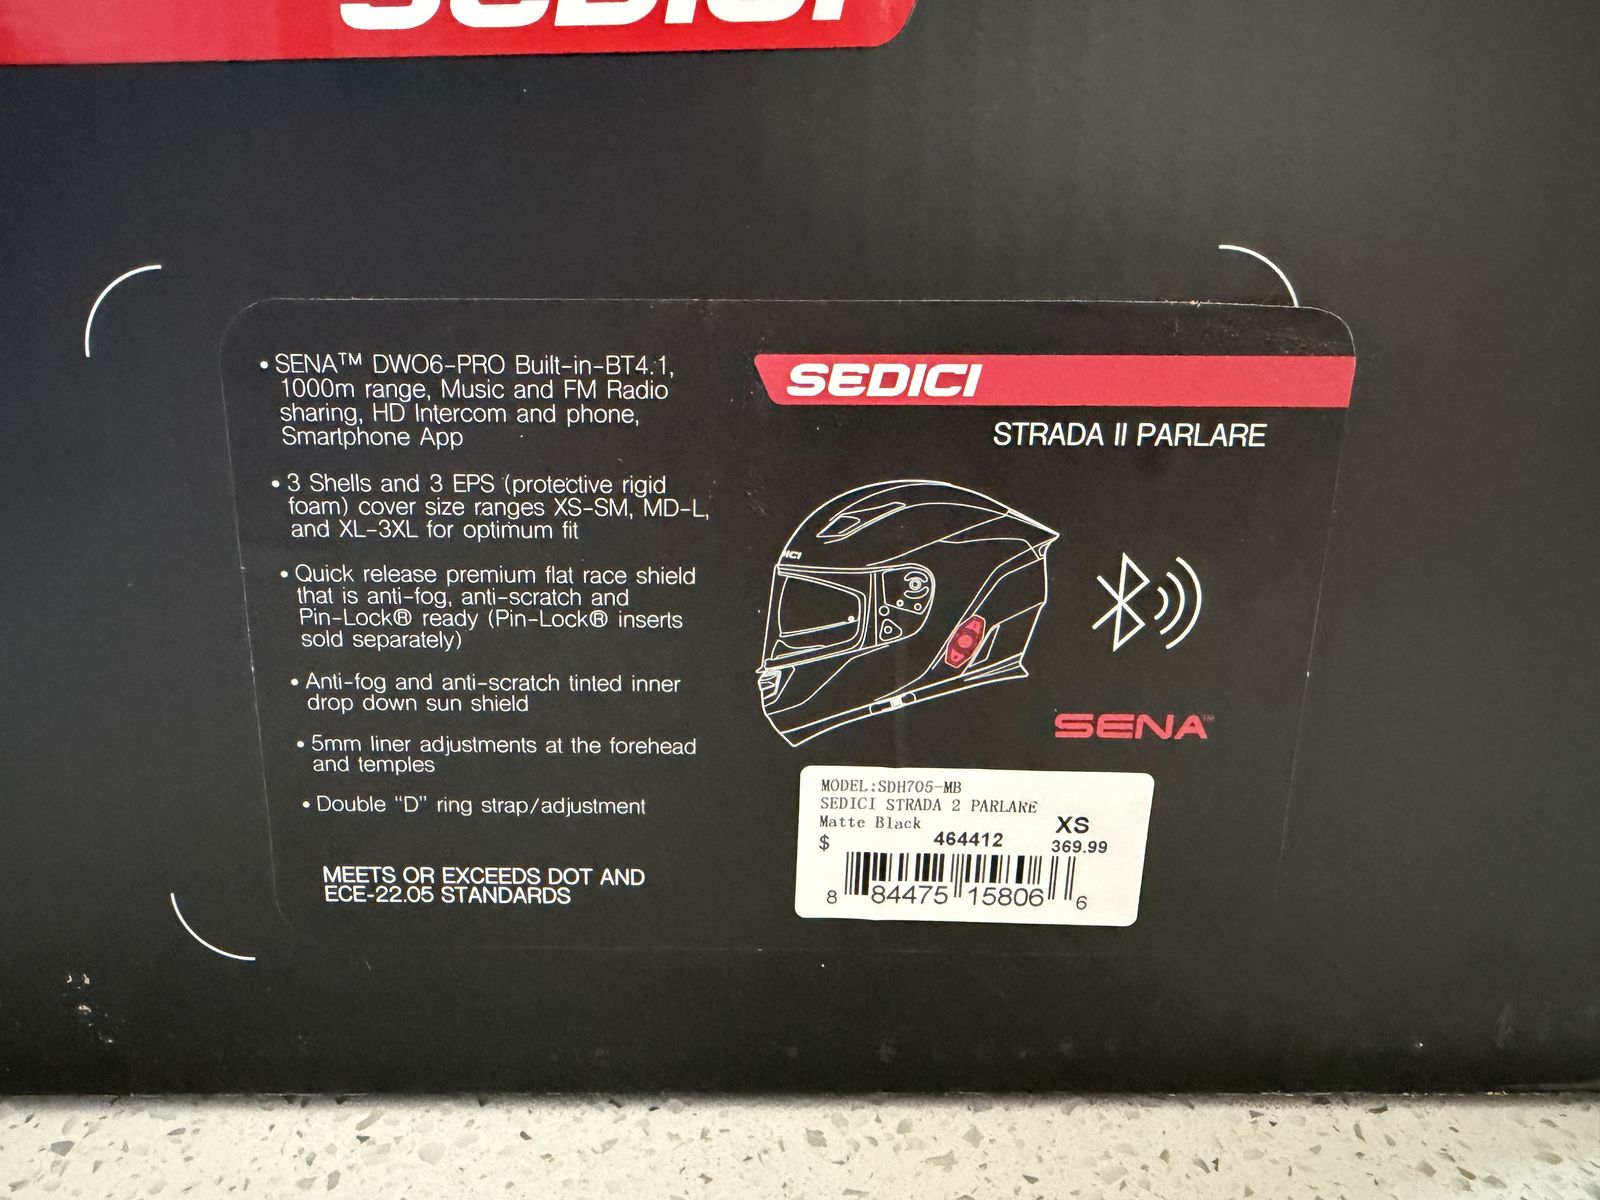 SEDICI
• SENA™ DWO6-PRO Built-in-BT4.1,
1000m range, Music and FM Radio
sharing, HD Intercom and phone,
Smartphone App
• 3 Shells and 3 EPS (protective rigid
foam) cover size ranges XS-SM, MD-L,
and XL-3XL for optimum fit
• Quick release premium flat race shield
that is anti-fog, anti-scratch and
Pin-Lock® ready (Pin-Lock® inserts
sold separately)
• Anti-fog and anti-scratch tinted inner
drop down sun shield
• 5mm liner adjustments at the forehead
and temples
• Double “D” ring strap/adjustment
MEETS OR EXCEEDS DOT AND
ECE-22.05 STANDARDS
SEDICI
STRADA II PARLARE
DICI
SENA™
MODEL:SDH705-MB
SEDICI STRADA 2 PARLARE
Matte Black XS
$ 464412 369.99
8 84475 15806 6